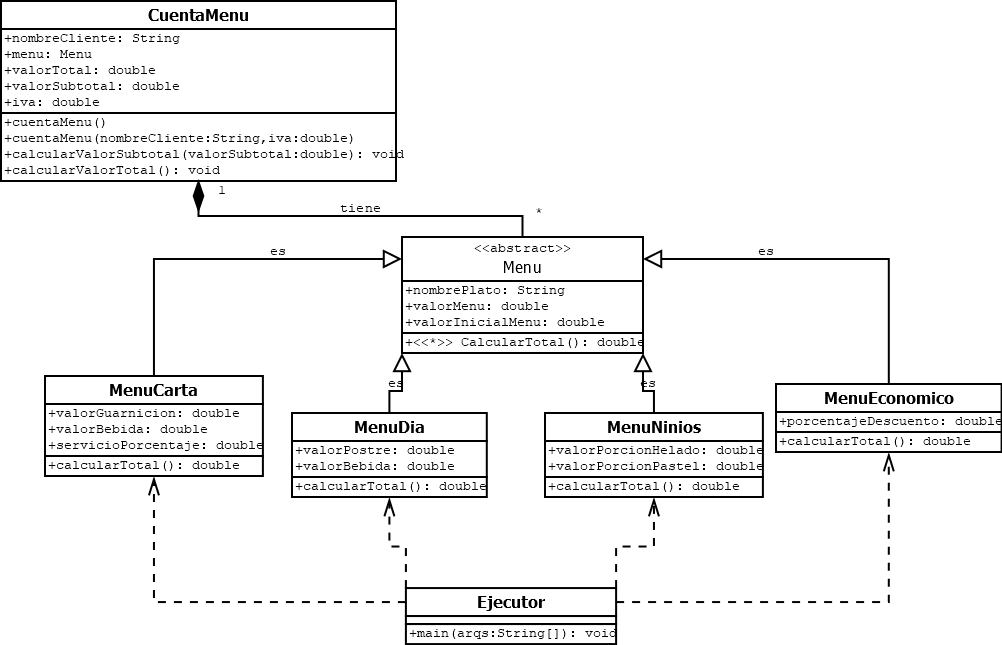 CuentaMenu
+nombreCliente: String
+menu: Menu
+valorTotal: double
+valorSubtotal: double
+iva: double
+cuentaMenu()
+cuentaMenu(nombreCliente:String,iva:double)
+calcularValorSubtotal(valorSubtotal:double): void
+calcularValorTotal(): void
1
tiene
*
es
<<abstract>>
Menu
+nombrePlato: String
+valorMenu: double
+valorInicialMenu: double
+<<*>> CalcularTotal(): double
es
es
es
MenuCarta
+valorGuarnicion: double
+valorBebida: double
+servicioPorcentaje: double
+calcularTotal(): double
MenuDia
+valorPostre: double
+valorBebida: double
+calcularTotal(): double
MenuNinios
+valorPorcionHelado: double
+valorPorcionPastel: double
+calcularTotal(): double
MenuEconomico
+porcentajeDescuento: double
+calcularTotal(): double
Ejecutor
+main(args:String[]): void